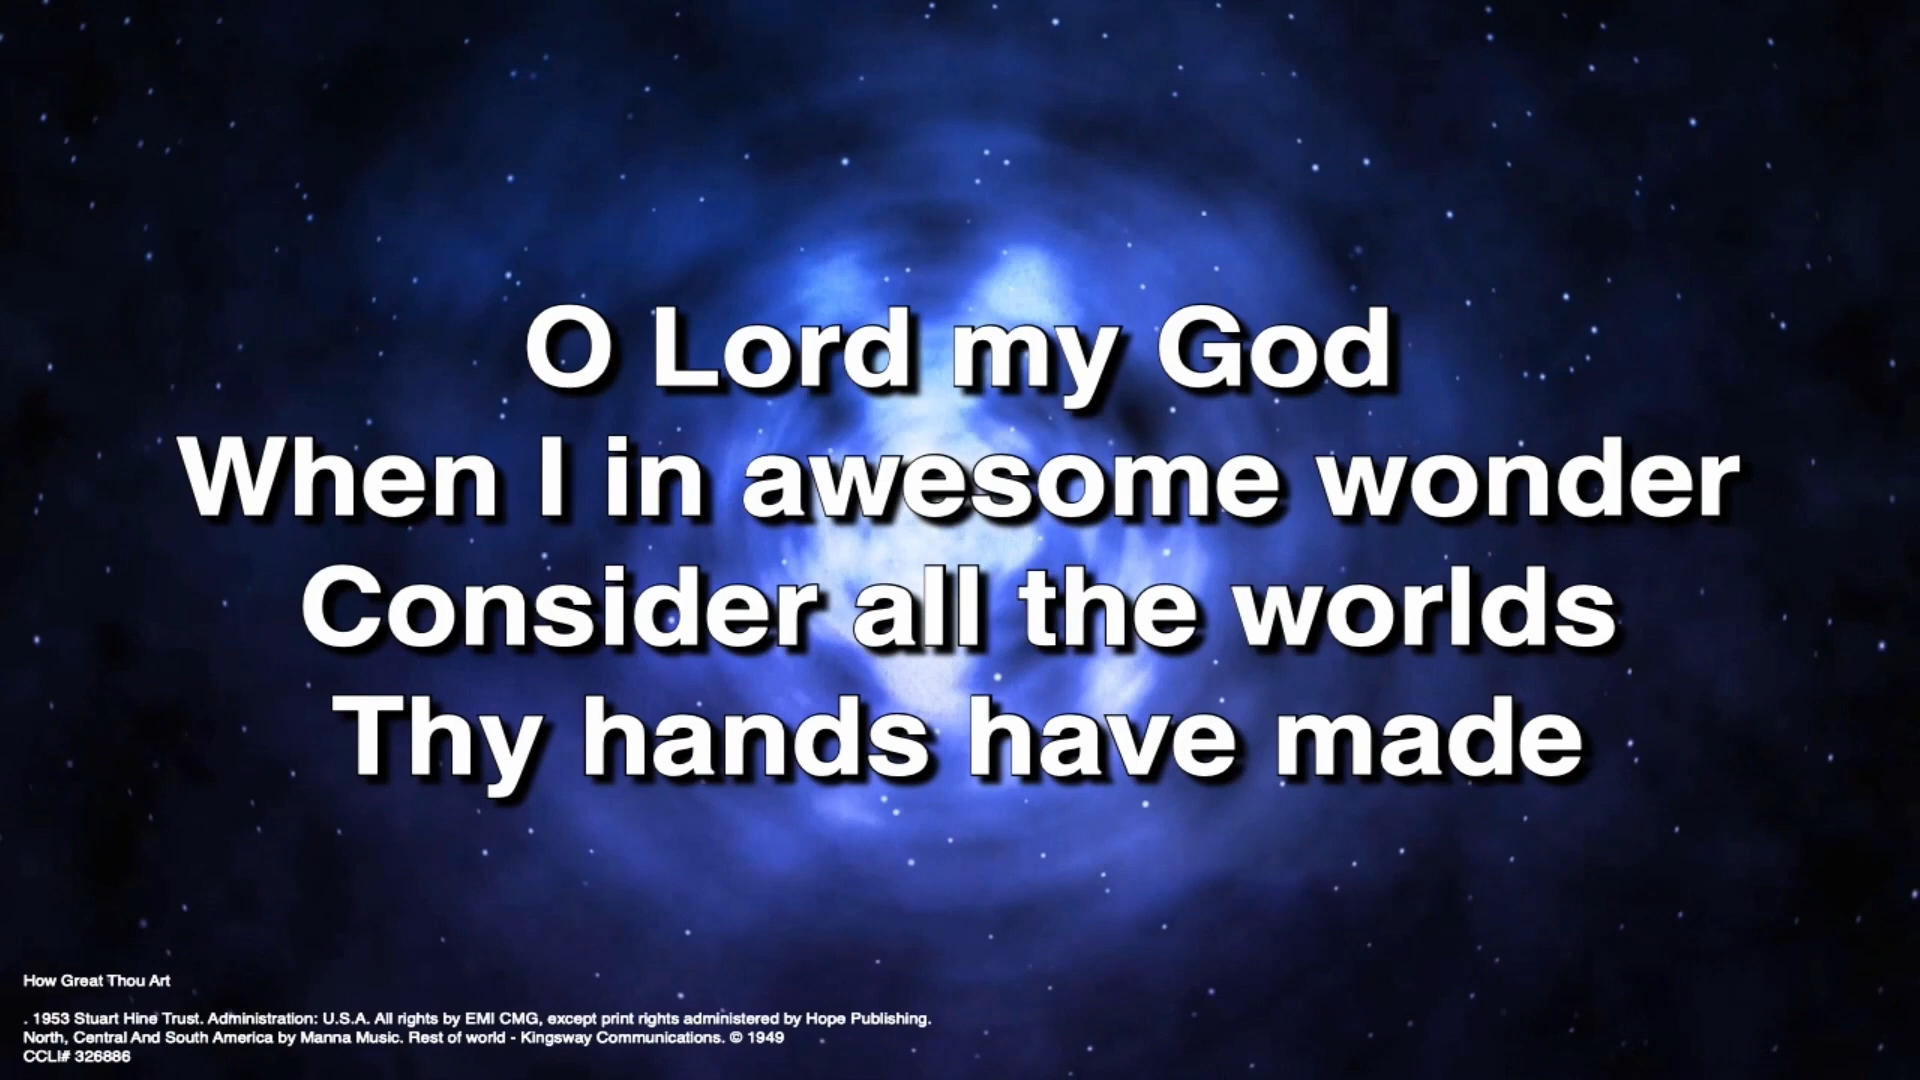 O Lord my God
When I in awesome wonder
Consider all the worlds
Thy hands have made
How Great Thou Art
. 1953 Stuart Hine Trust. Administration: U.S.A. All rights by EMI CMG, except print rights administered by Hope Publishing.
North, Central And South America by Manna Music. Rest of world - Kingsway Communications. © 1949
CCLI# 326886